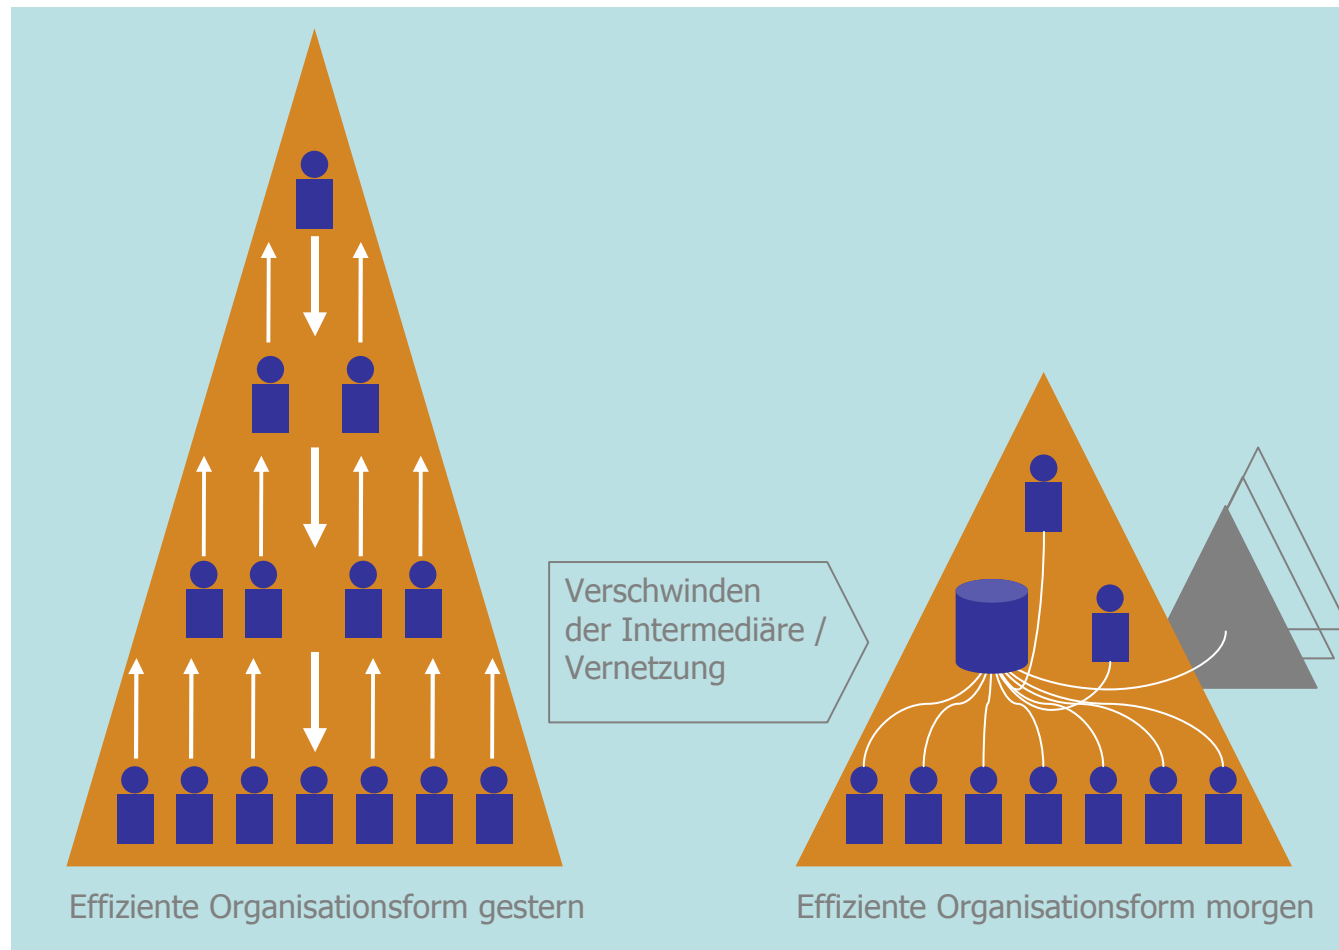 Verschwinden
der Intermediäre /
Vernetzung
Effiziente Organisationsform gestern
Effiziente Organisationsform morgen